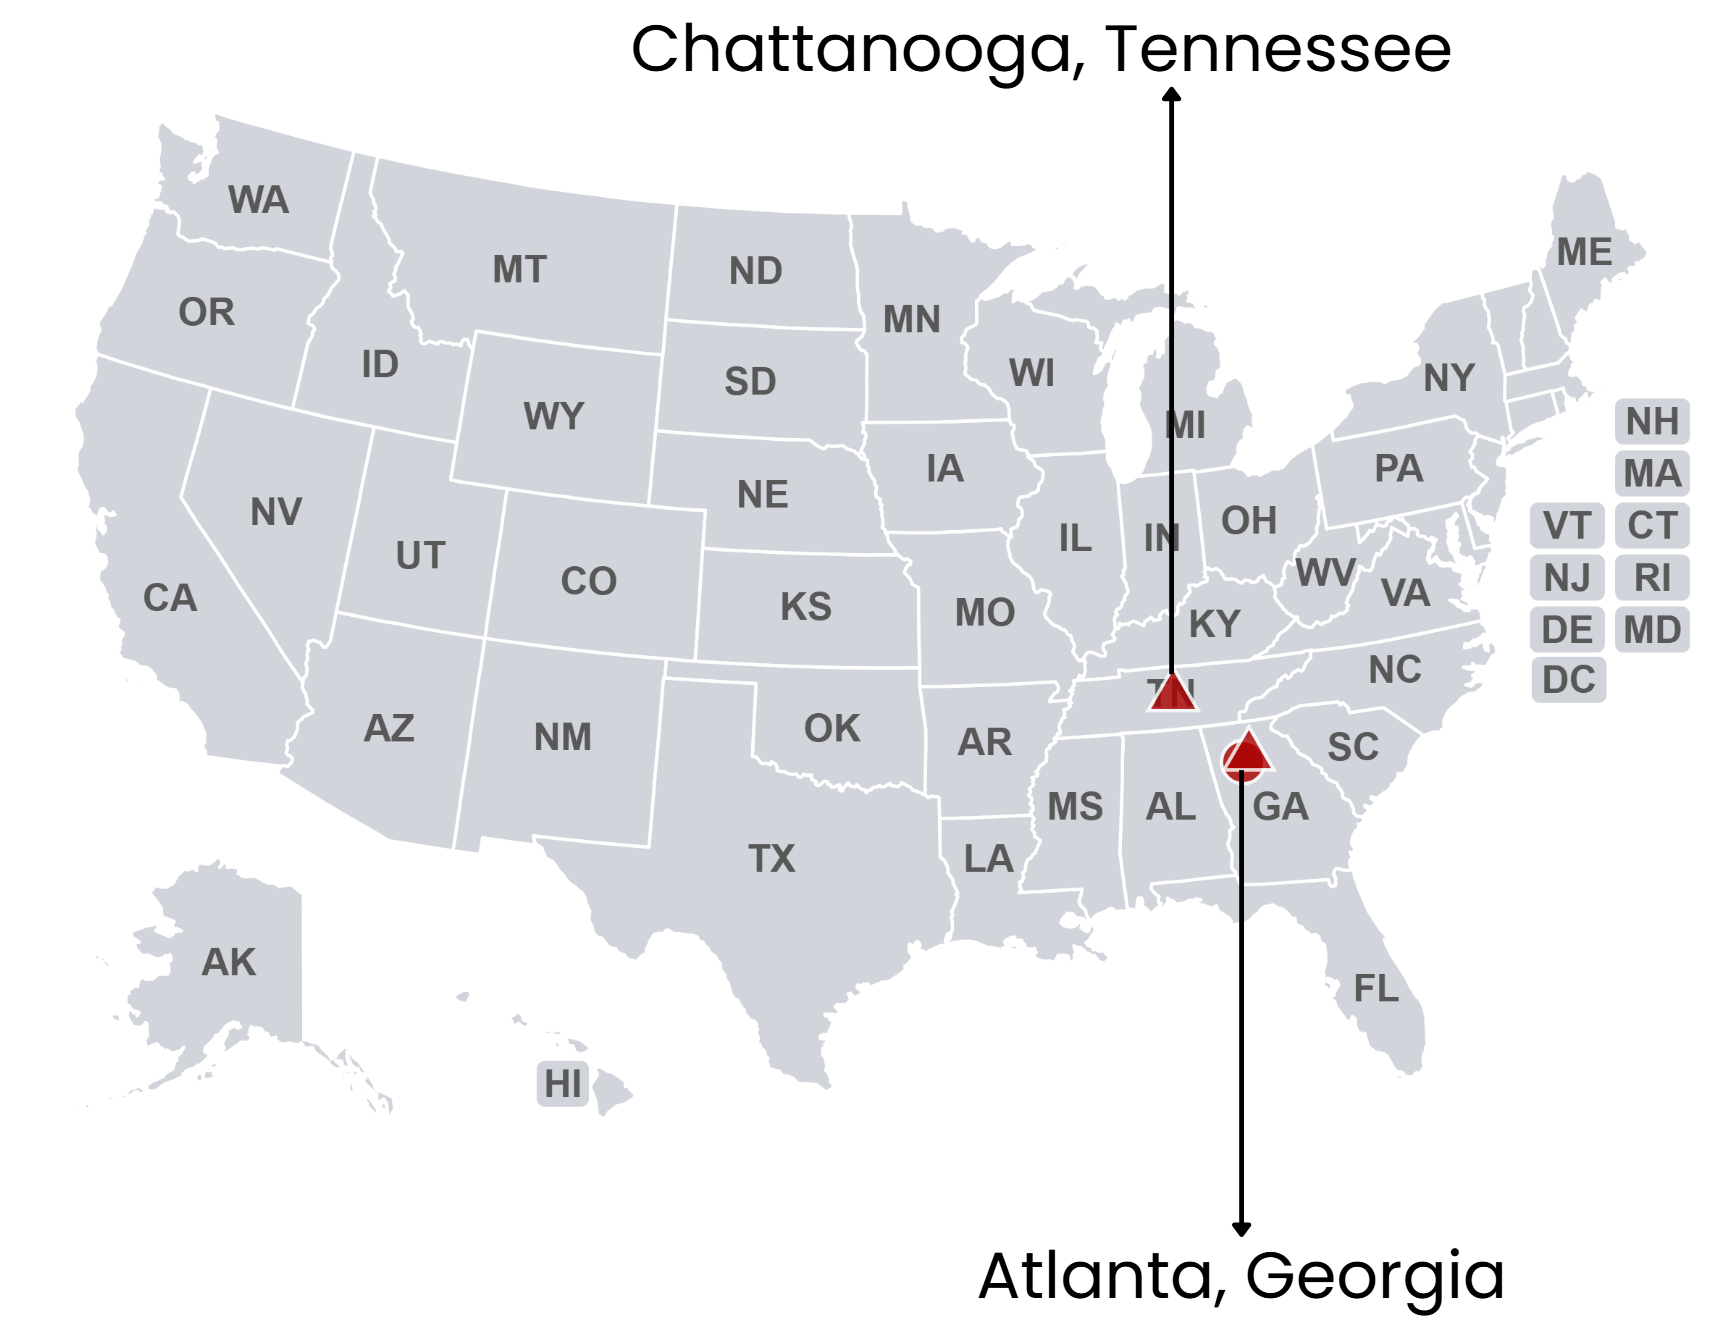 Chattanooga, Tennessee
WA
MT
ND
MN
ME
OR
ID
SD
WI
NY
WY
MI
NH
IA
PA
MA
NE
NV
OH
VT
CT
IL
IN
UT
CO
WV
NJ
RI
CA
KS
MO
KY
VA
DE
MD
NC
DC
TN
AZ
NM
OK
AR
SC
MS
AL
GA
TX
LA
AK
FL
HI
Atlanta, Georgia